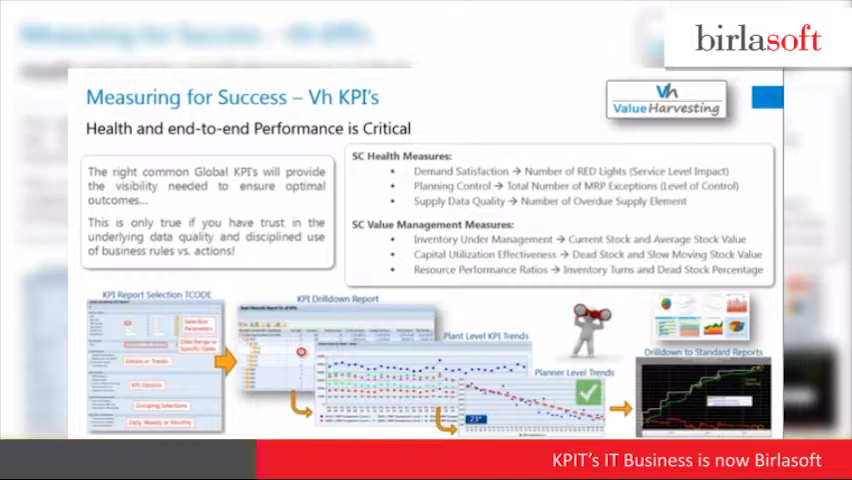 birlasoft
Measuring for Success – Vh KPI's
Vh
ValueHarvesting
Health and end-to-end Performance is Critical
The right common Global KPI's will provide
the visibility needed to ensure optimal
outcomes...
This is only true if you have trust in the
underlying data quality and disciplined use
of business rules vs. actions!
SC Health Measures:
• Demand Satisfaction → Number of RED Lights (Service Level Impact)
• Planning Control → Total Number of MRP Exceptions (Level of Control)
• Supply Data Quality → Number of Overdue Supply Element
SC Value Management Measures:
• Inventory Under Management → Current Stock and Average Stock Value
• Capital Utilization Effectiveness → Dead Stock and Slow Moving Stock Value
• Resource Performance Ratios → Inventory Turns and Dead Stock Percentage
KPI Report Selection TCODE
Selection
Parameters
Date Range or
Specific Dates
Details or Trends
KPI Options
Grouping Selections
Daily, Weekly or Monthly
KPI Drilldown Report
Plant Level KPI Trends
Planner Level Trends
Drilldown to Standard Reports
KPIT's IT Business is now Birlasoft